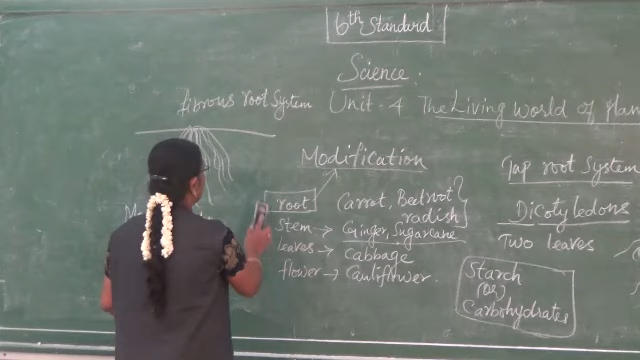 6th Standard
Science:
fibrous root System Unit - 4 The Living world of
Modification
root Carrot, Beetroot
radish
Stem → Ginger, Sugarcane
leaves → cabbage
flower → Cauliflower.
Tap root System
Dicotyledons
Two leaves
Starch
(or)
Carbohydrates